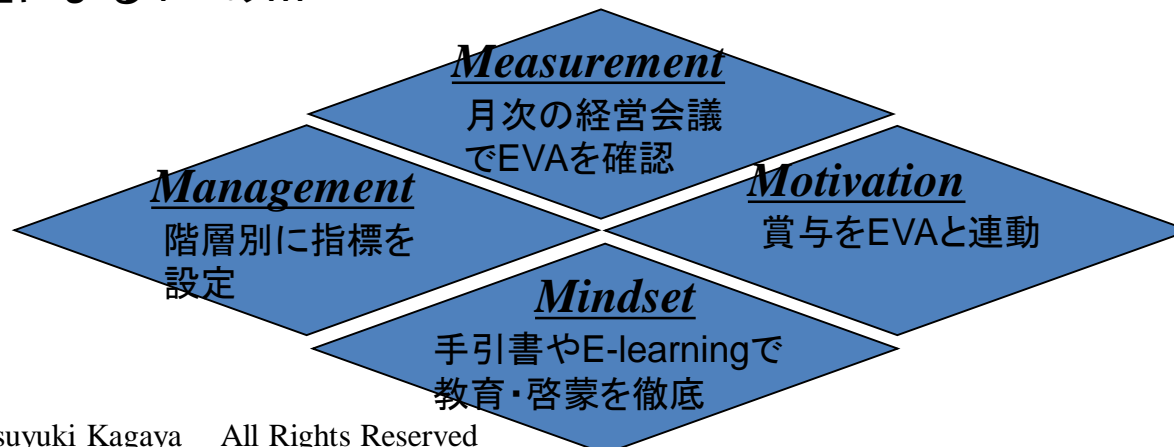 Measurement
月次の経営会議
でEVAを確認
Management
階層別に指標を
設定
Motivation
賞与をEVAと連動
Mindset
手引書やE-learningで
教育・啓蒙を徹底
suyuki Kagaya All Rights Reserved